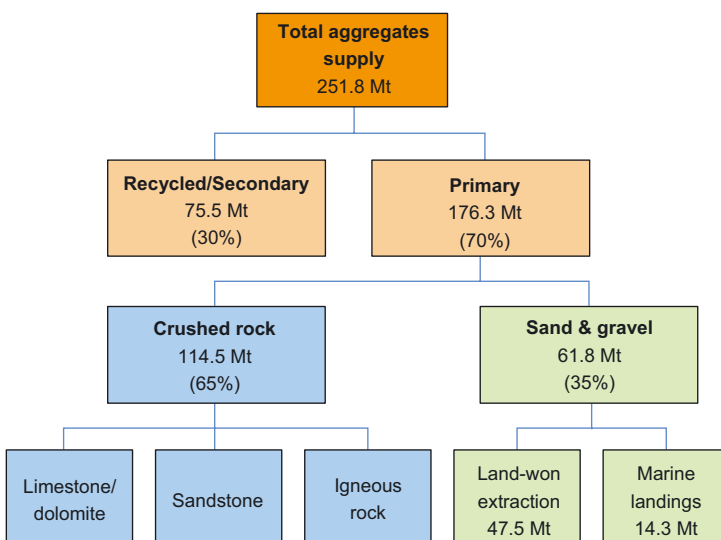 Total aggregates
supply
251.8 Mt
Recycled/Secondary
75.5 Mt
(30%)
Primary
176.3 Mt
(70%)
Crushed rock
114.5 Mt
(65%)
Sand & gravel
61.8 Mt
(35%)
Limestone/
dolomite
Sandstone
Igneous
rock
Land-won
extraction
47.5 Mt
Marine
landings
14.3 Mt